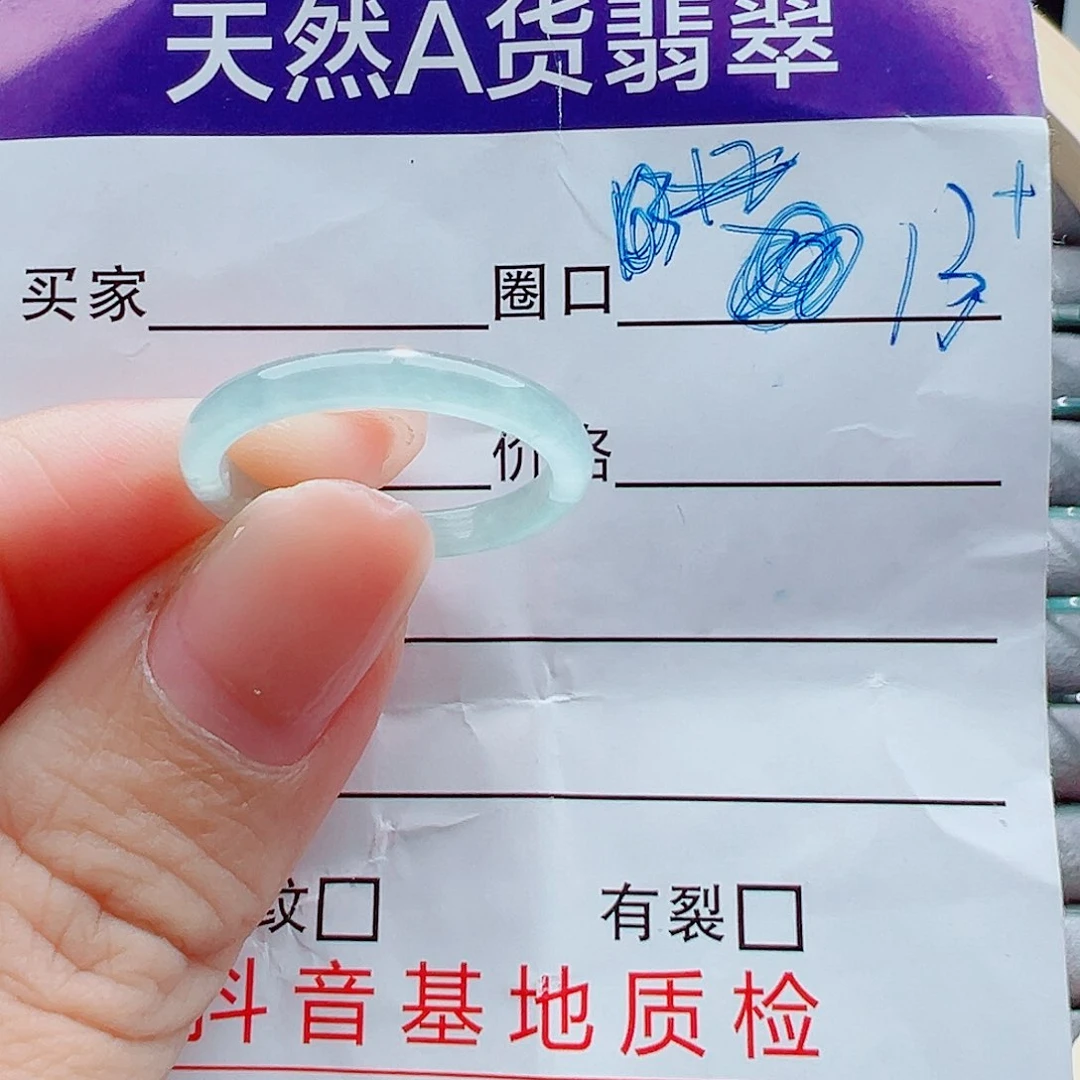 天然A货翡翠
买家 圈口 13+
价格
纹 有裂
抖音基地质检